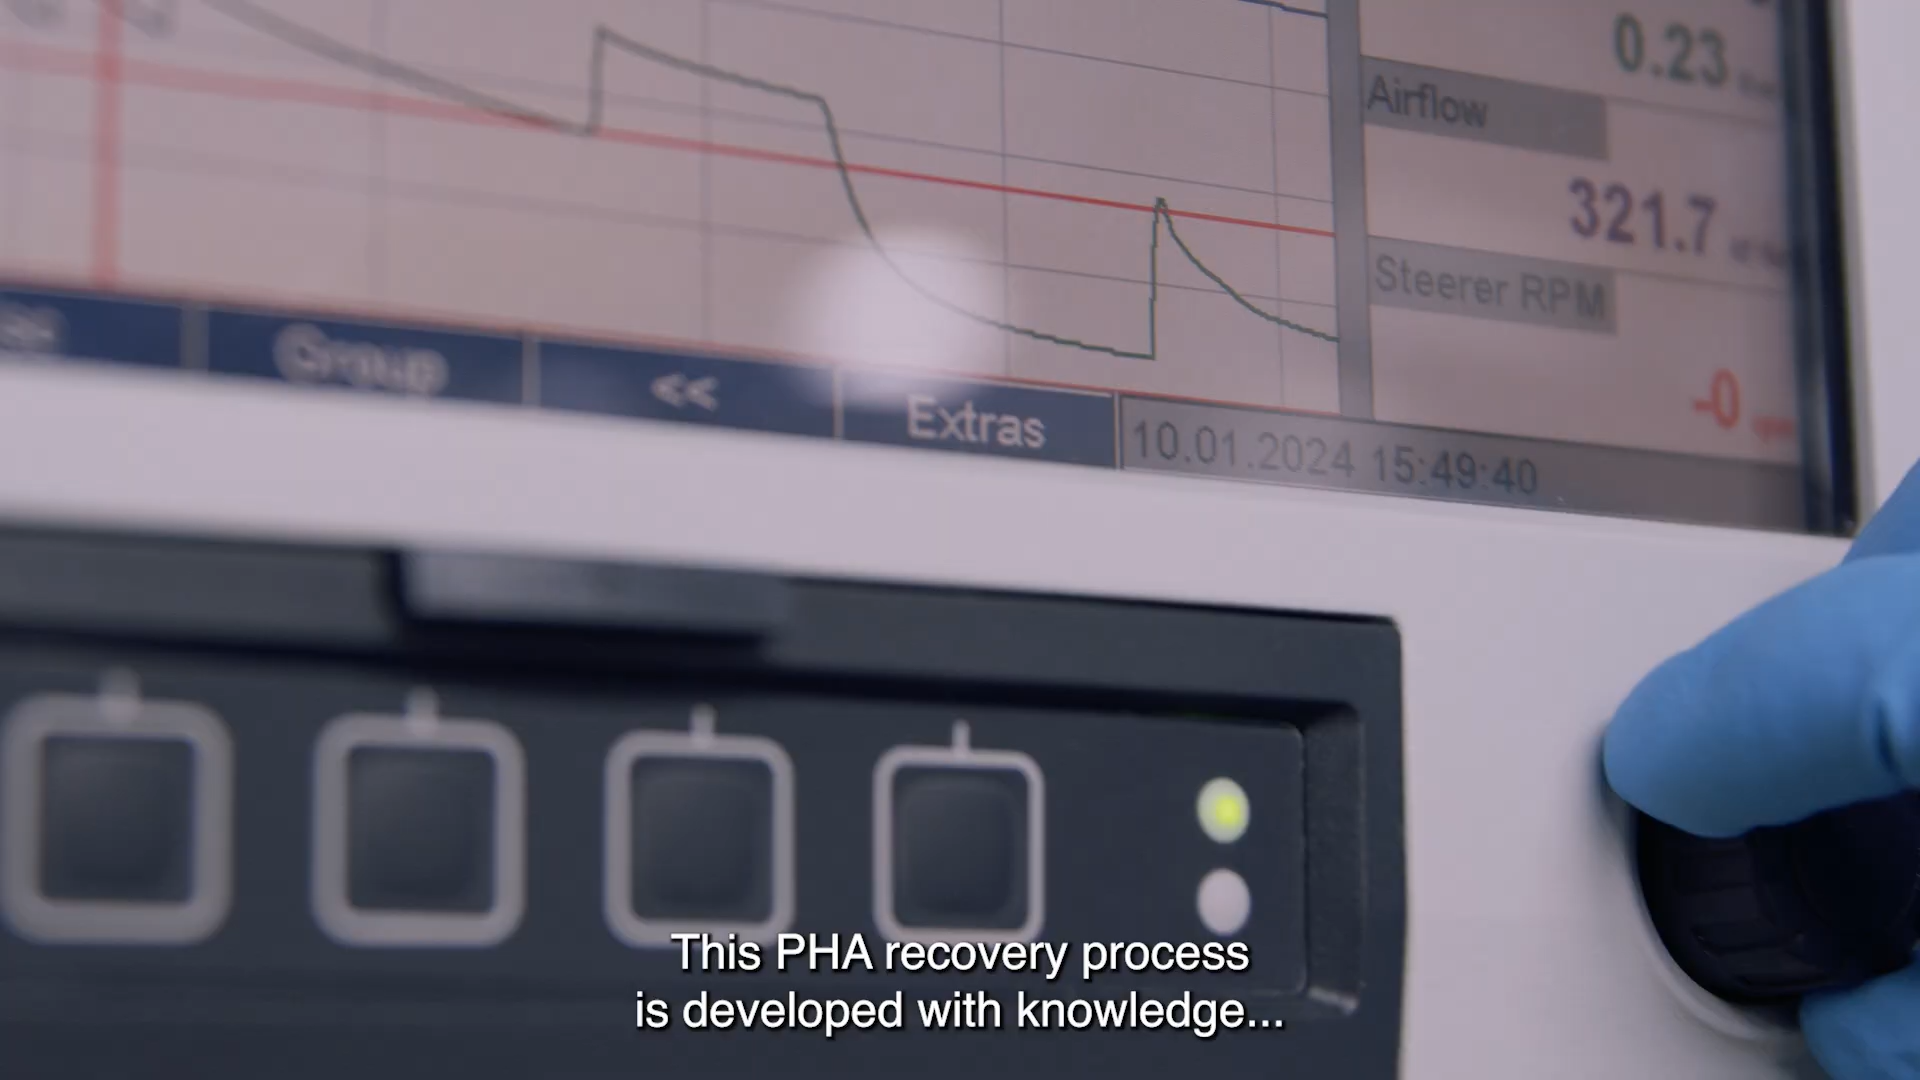 0.23
Airflow
321.7
Steerer RPM
-0
Group
<<
Extras
10.01.2024 15:49:40
This PHA recovery process
is developed with knowledge...